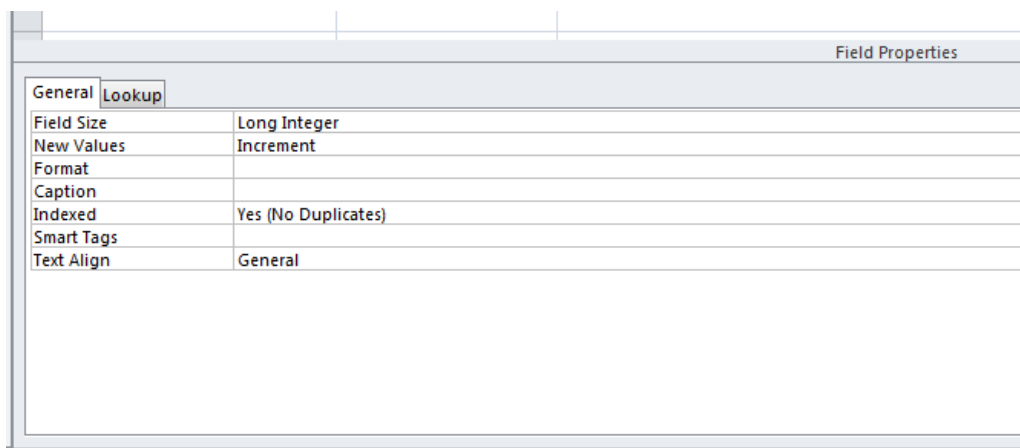 Field Properties
General Lookup
Field Size Long Integer
New Values Increment
Format
Caption
Indexed Yes (No Duplicates)
Smart Tags
Text Align General